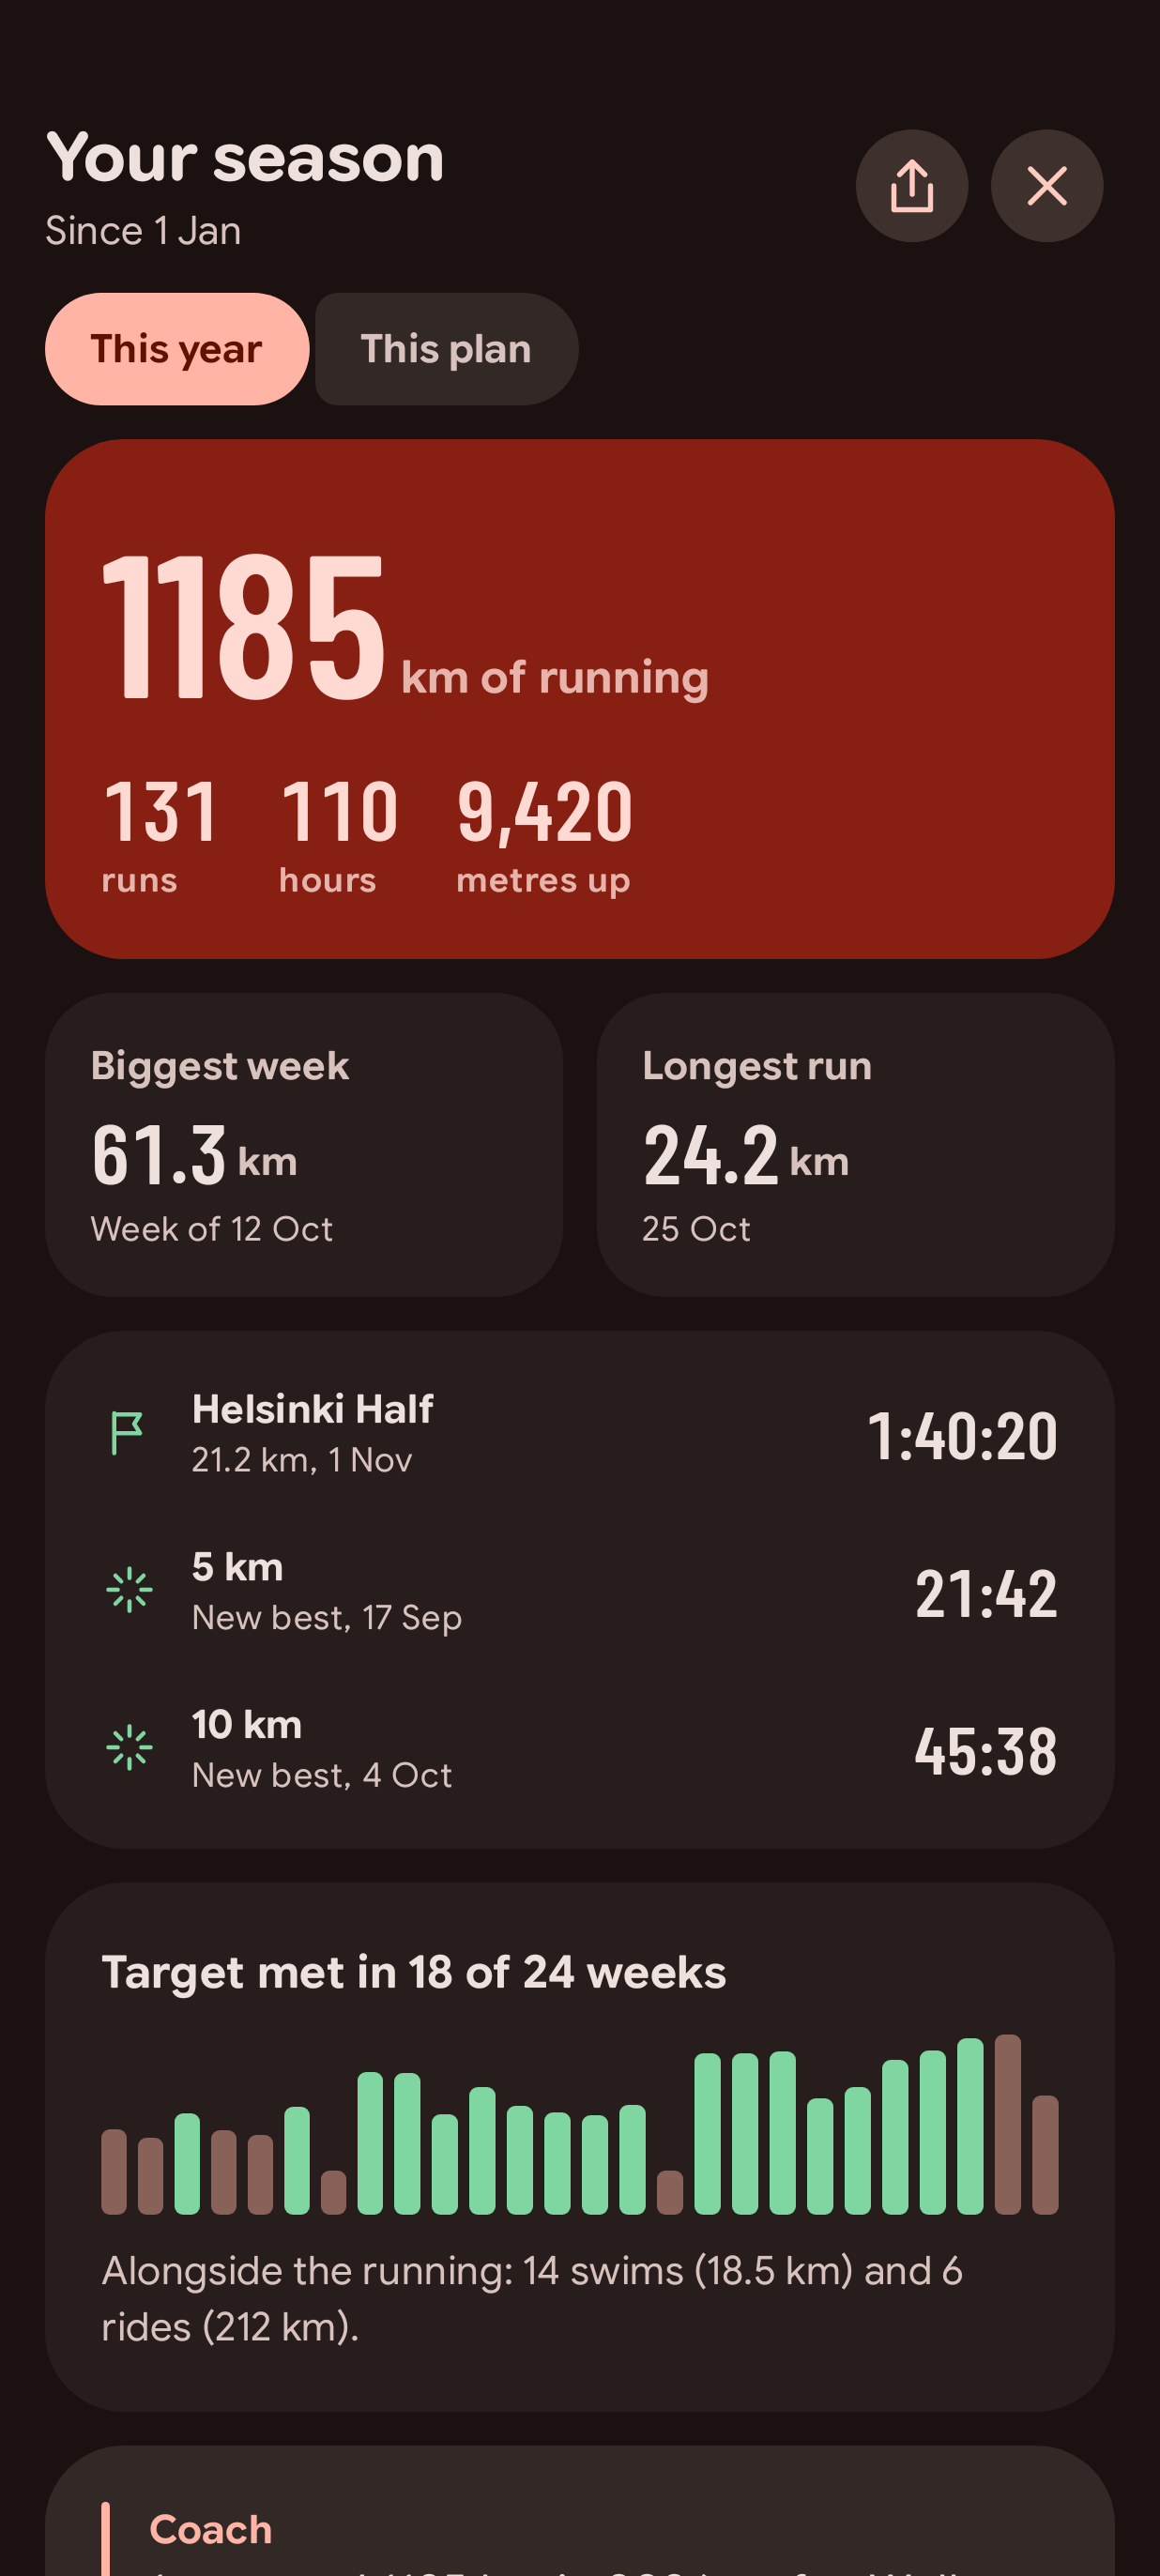 Your season
Since 1 Jan
This year
This plan
1185 km of running
131 110 9,420
runs hours metres up
Biggest week
61.3 km
Week of 12 Oct
Longest run
24.2 km
25 Oct
Helsinki Half
21.2 km, 1 Nov
1:40:20
5 km
New best, 17 Sep
21:42
10 km
New best, 4 Oct
45:38
Target met in 18 of 24 weeks
Alongside the running: 14 swims (18.5 km) and 6
rides (212 km).
Coach